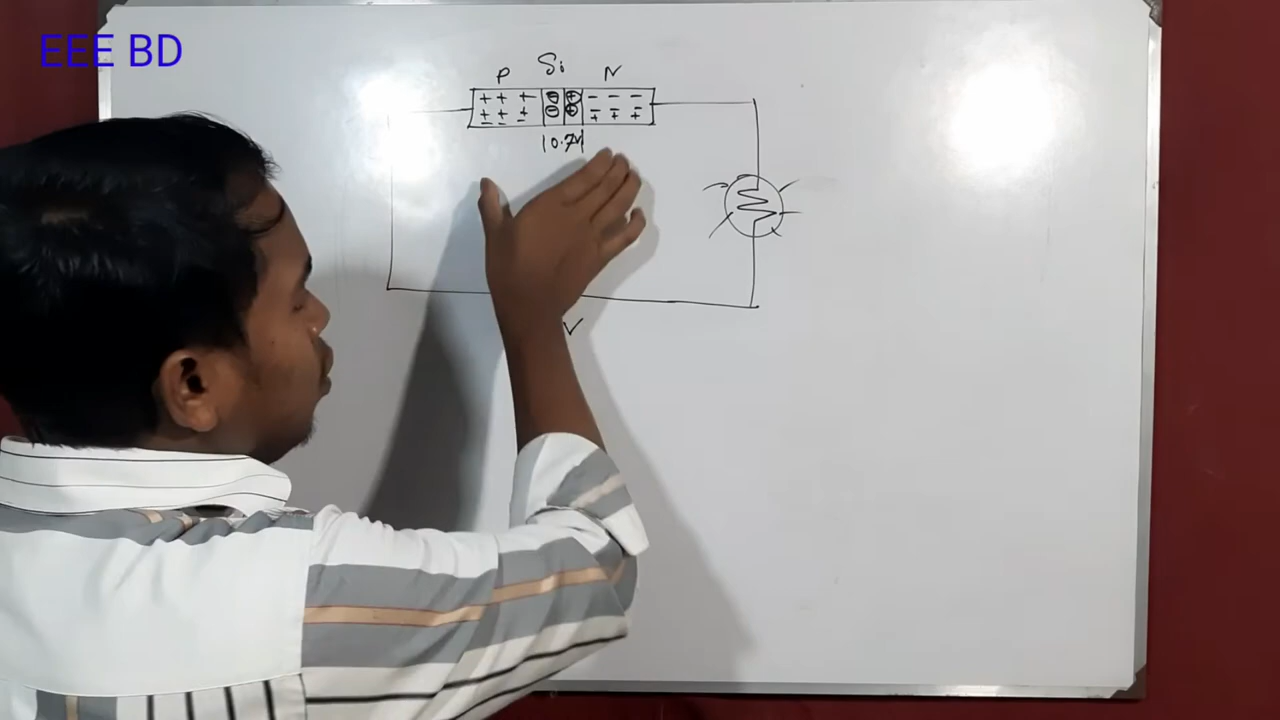 EEE BD
P Si N
+ + + ⊖ ⊕ - - -
+ + + ⊖ ⊕ + + +
0.7V
V